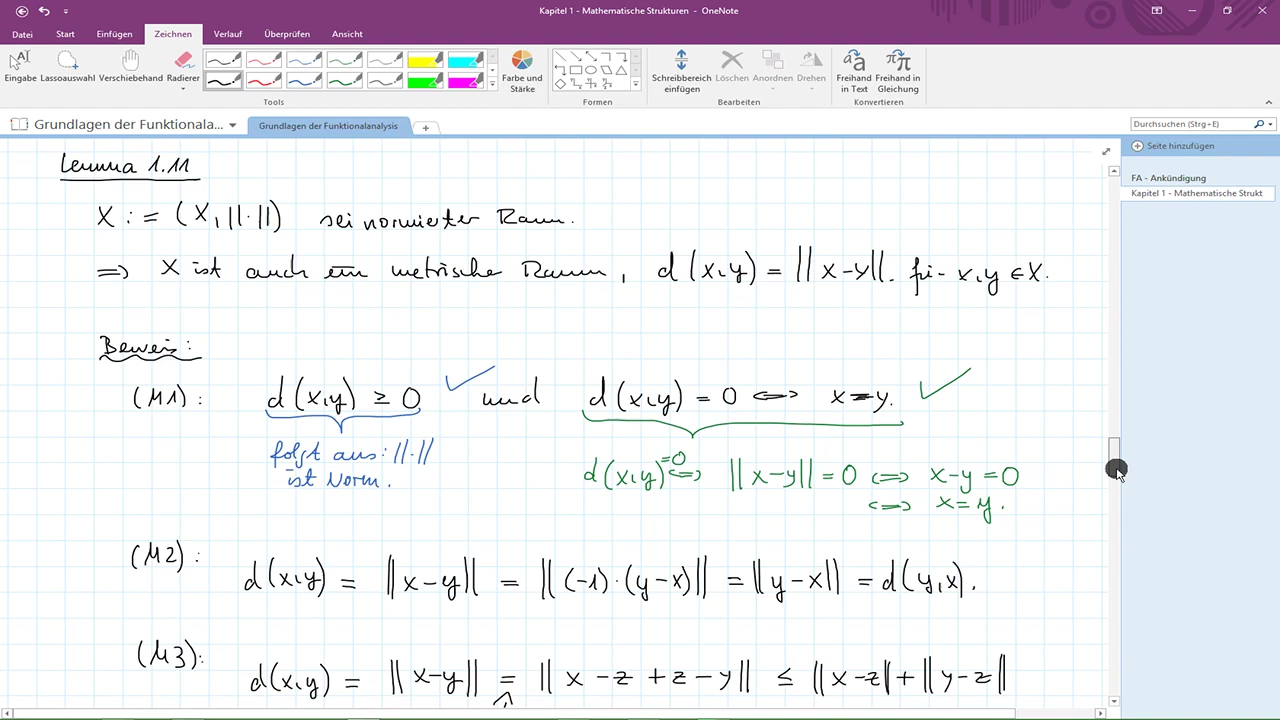 Kapitel 1 - Mathematische Strukturen - OneNote
Datei Start Einfügen Zeichnen Verlauf Überprüfen Ansicht
Eingabe Lassoauswahl Verschiebehand Radierer Farbe und Stärke Schreibbereich einfügen Löschen Anordnen Drehen Freihand in Text Freihand in Gleichung
Tools Formen Bearbeiten Konvertieren
Grundlagen der Funktionala... Grundlagen der Funktionalanalysis Durchsuchen (Strg+E)
Seite hinzufügen
FA - Ankündigung
Kapitel 1 - Mathematische Strukt
Lemma 1.11
X := (X, ||·||) sei normierter Raum.
⟹ X ist auch ein metrische Raum, d(x,y) = ||x-y||. für x,y ∈ X.
Beweis:
(M1): d(x,y) ≥ 0 ✓ und d(x,y) = 0 ⟺ x=y. ✓
folgt aus: ||·||
ist Norm.
d(x,y) =0 ⟺ ||x-y|| = 0 ⟺ x-y = 0
⟺ x = y.
(M2):
d(x,y) = ||x-y|| = ||(-1)·(y-x)|| = ||y-x|| = d(y,x).
(M3):
d(x,y) = ||x-y|| = ||x - z + z - y|| ≤ ||x-z|| + ||y-z||